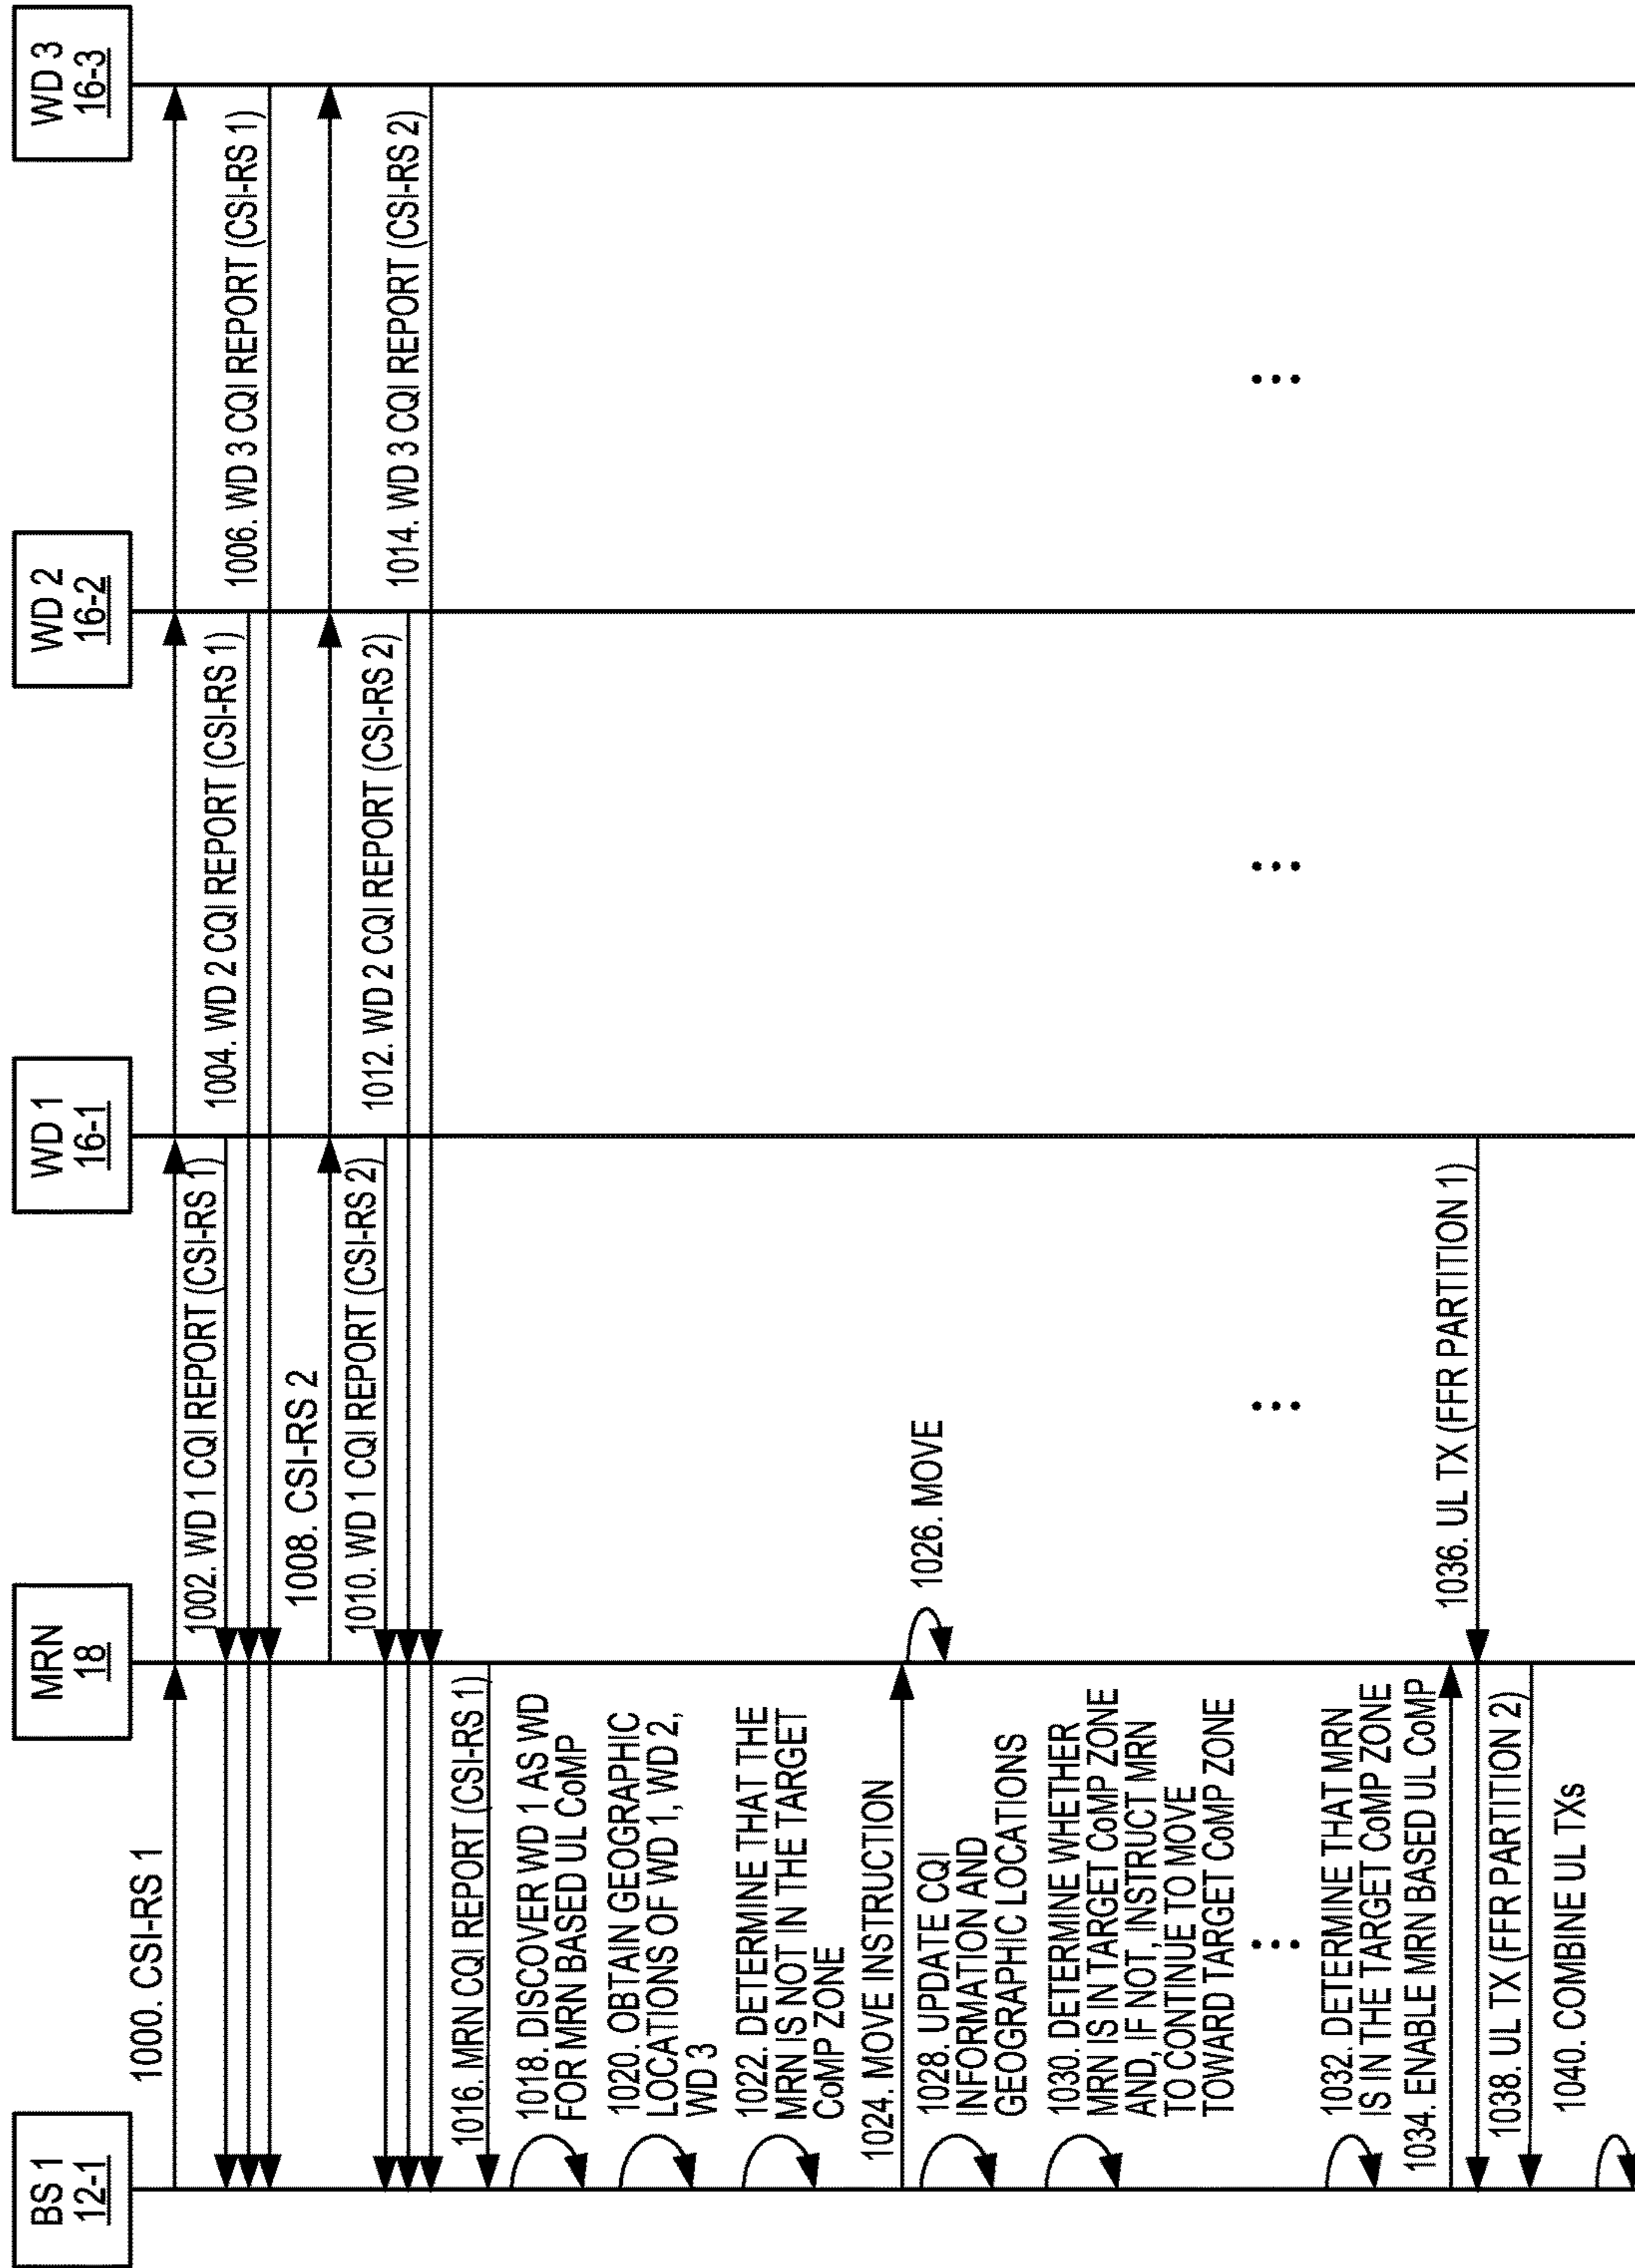 BS 1
12-1
MRN
18
WD 1
16-1
WD 2
16-2
WD 3
16-3
1000. CSI-RS 1
1002. WD 1 CQI REPORT (CSI-RS 1)
1004. WD 2 CQI REPORT (CSI-RS 1)
1006. WD 3 CQI REPORT (CSI-RS 1)
1008. CSI-RS 2
1010. WD 1 CQI REPORT (CSI-RS 2)
1012. WD 2 CQI REPORT (CSI-RS 2)
1014. WD 3 CQI REPORT (CSI-RS 2)
1016. MRN CQI REPORT (CSI-RS 1)
1018. DISCOVER WD 1 AS WD
FOR MRN BASED UL CoMP
1020. OBTAIN GEOGRAPHIC
LOCATIONS OF WD 1, WD 2,
WD 3
1022. DETERMINE THAT THE
MRN IS NOT IN THE TARGET
CoMP ZONE
1024. MOVE INSTRUCTION
1026. MOVE
1028. UPDATE CQI
INFORMATION AND
GEOGRAPHIC LOCATIONS
1030. DETERMINE WHETHER
MRN IS IN TARGET CoMP ZONE
AND, IF NOT, INSTRUCT MRN
TO CONTINUE TO MOVE
TOWARD TARGET CoMP ZONE
1032. DETERMINE THAT MRN
IS IN THE TARGET CoMP ZONE
1034. ENABLE MRN BASED UL CoMP
1036. UL TX (FFR PARTITION 1)
1038. UL TX (FFR PARTITION 2)
1040. COMBINE UL TXs